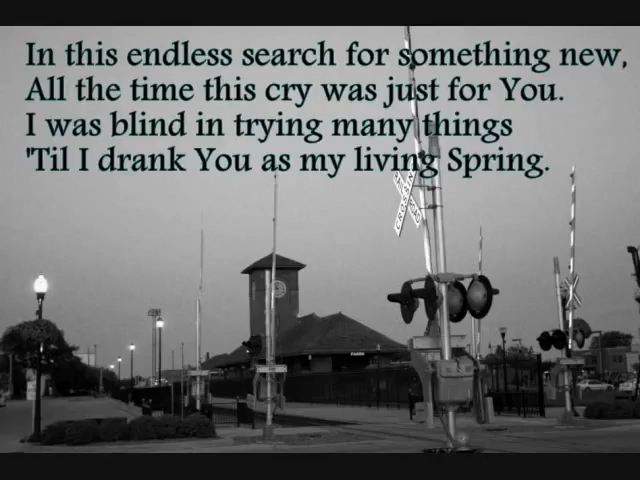 In this endless search for something new,
All the time this cry was just for You.
I was blind in trying many things
'Til I drank You as my living Spring.
CROSSING